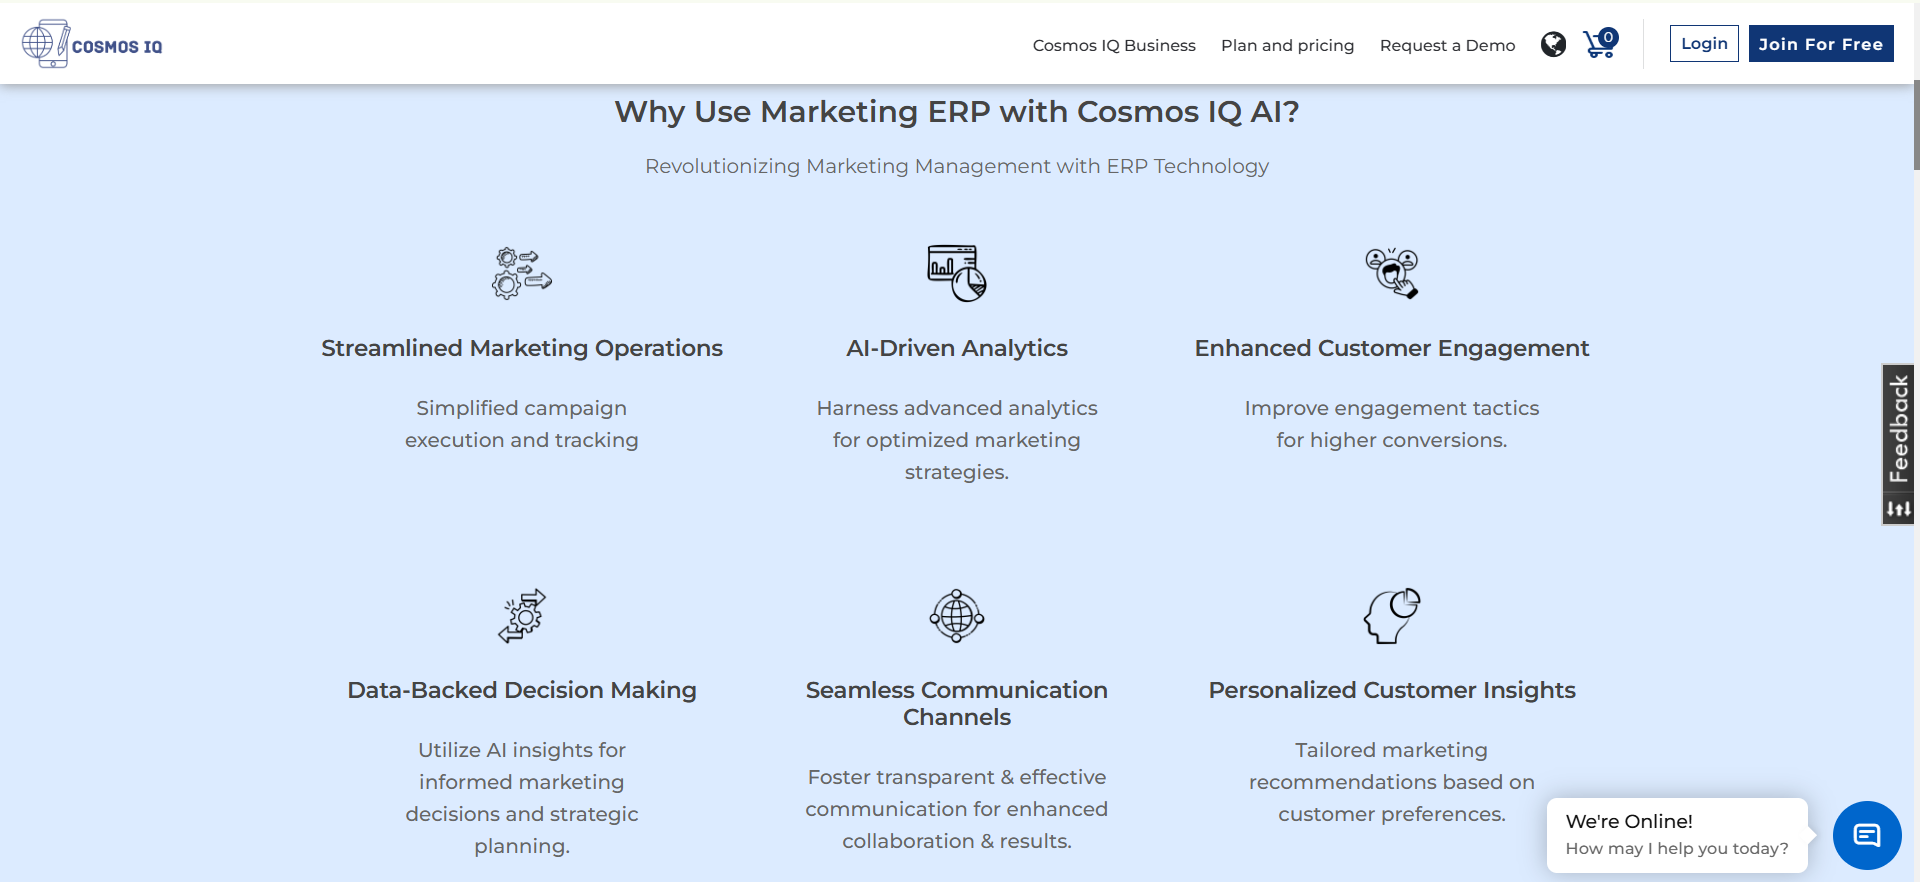 COSMOS IQ
Cosmos IQ Business
Plan and pricing
Request a Demo
0
Login
Join For Free
Why Use Marketing ERP with Cosmos IQ AI?
Revolutionizing Marketing Management with ERP Technology
Streamlined Marketing Operations
Simplified campaign
execution and tracking
AI-Driven Analytics
Harness advanced analytics
for optimized marketing
strategies.
Enhanced Customer Engagement
Improve engagement tactics
for higher conversions.
Feedback
Data-Backed Decision Making
Utilize AI insights for
informed marketing
decisions and strategic
planning.
Seamless Communication
Channels
Foster transparent & effective
communication for enhanced
collaboration & results.
Personalized Customer Insights
Tailored marketing
recommendations based on
customer preferences.
We're Online!
How may I help you today?